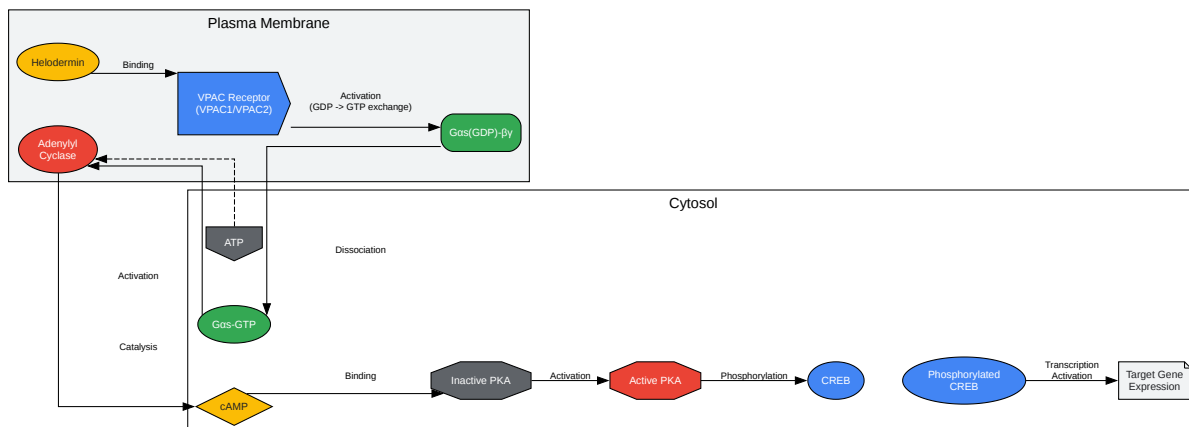 Plasma Membrane
Helodermin
Binding
VPAC Receptor
(VPAC1/VPAC2)
Activation
(GDP -> GTP exchange)
Gαs(GDP)-βγ
Adenylyl
Cyclase
Cytosol
ATP
Dissociation
Activation
Gαs-GTP
Catalysis
Binding
Inactive PKA
Activation
Active PKA
Phosphorylation
CREB
Phosphorylated
CREB
Transcription
Activation
Target Gene
Expression
cAMP